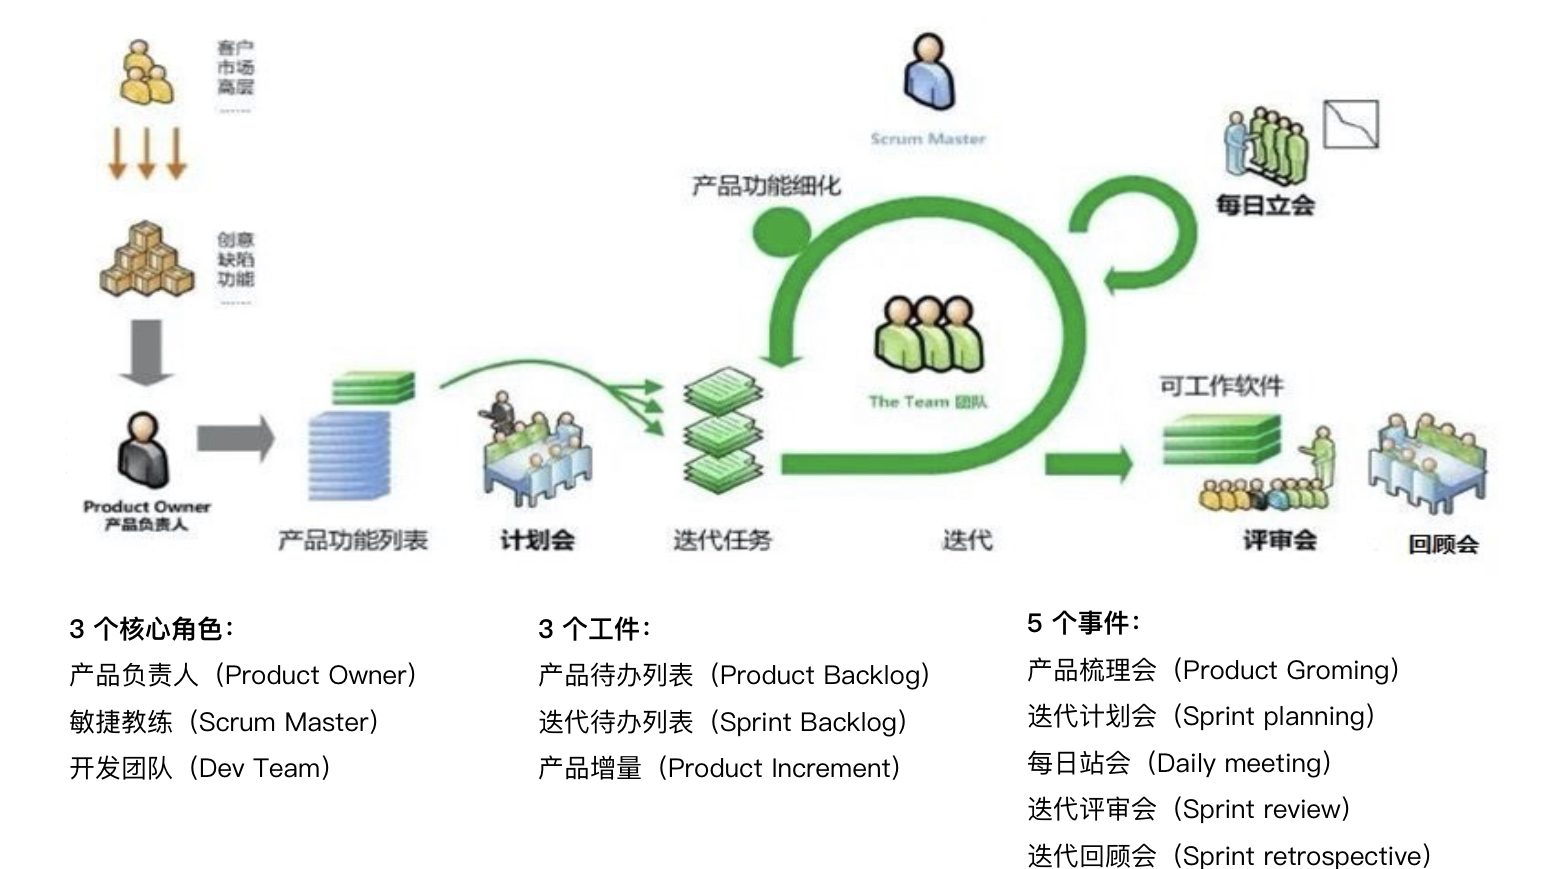 客户
市场
高层
......
创意
缺陷
功能
......
Product Owner
产品负责人
产品功能列表
计划会
迭代任务
迭代
Scrum Master
产品功能细化
The Team 团队
每日立会
可工作软件
评审会
回顾会
3 个核心角色：
产品负责人（Product Owner）
敏捷教练（Scrum Master）
开发团队（Dev Team）
3 个工件：
产品待办列表（Product Backlog）
迭代待办列表（Sprint Backlog）
产品增量（Product Increment）
5 个事件：
产品梳理会（Product Groming）
迭代计划会（Sprint planning）
每日站会（Daily meeting）
迭代评审会（Sprint review）
迭代回顾会（Sprint retrospective）